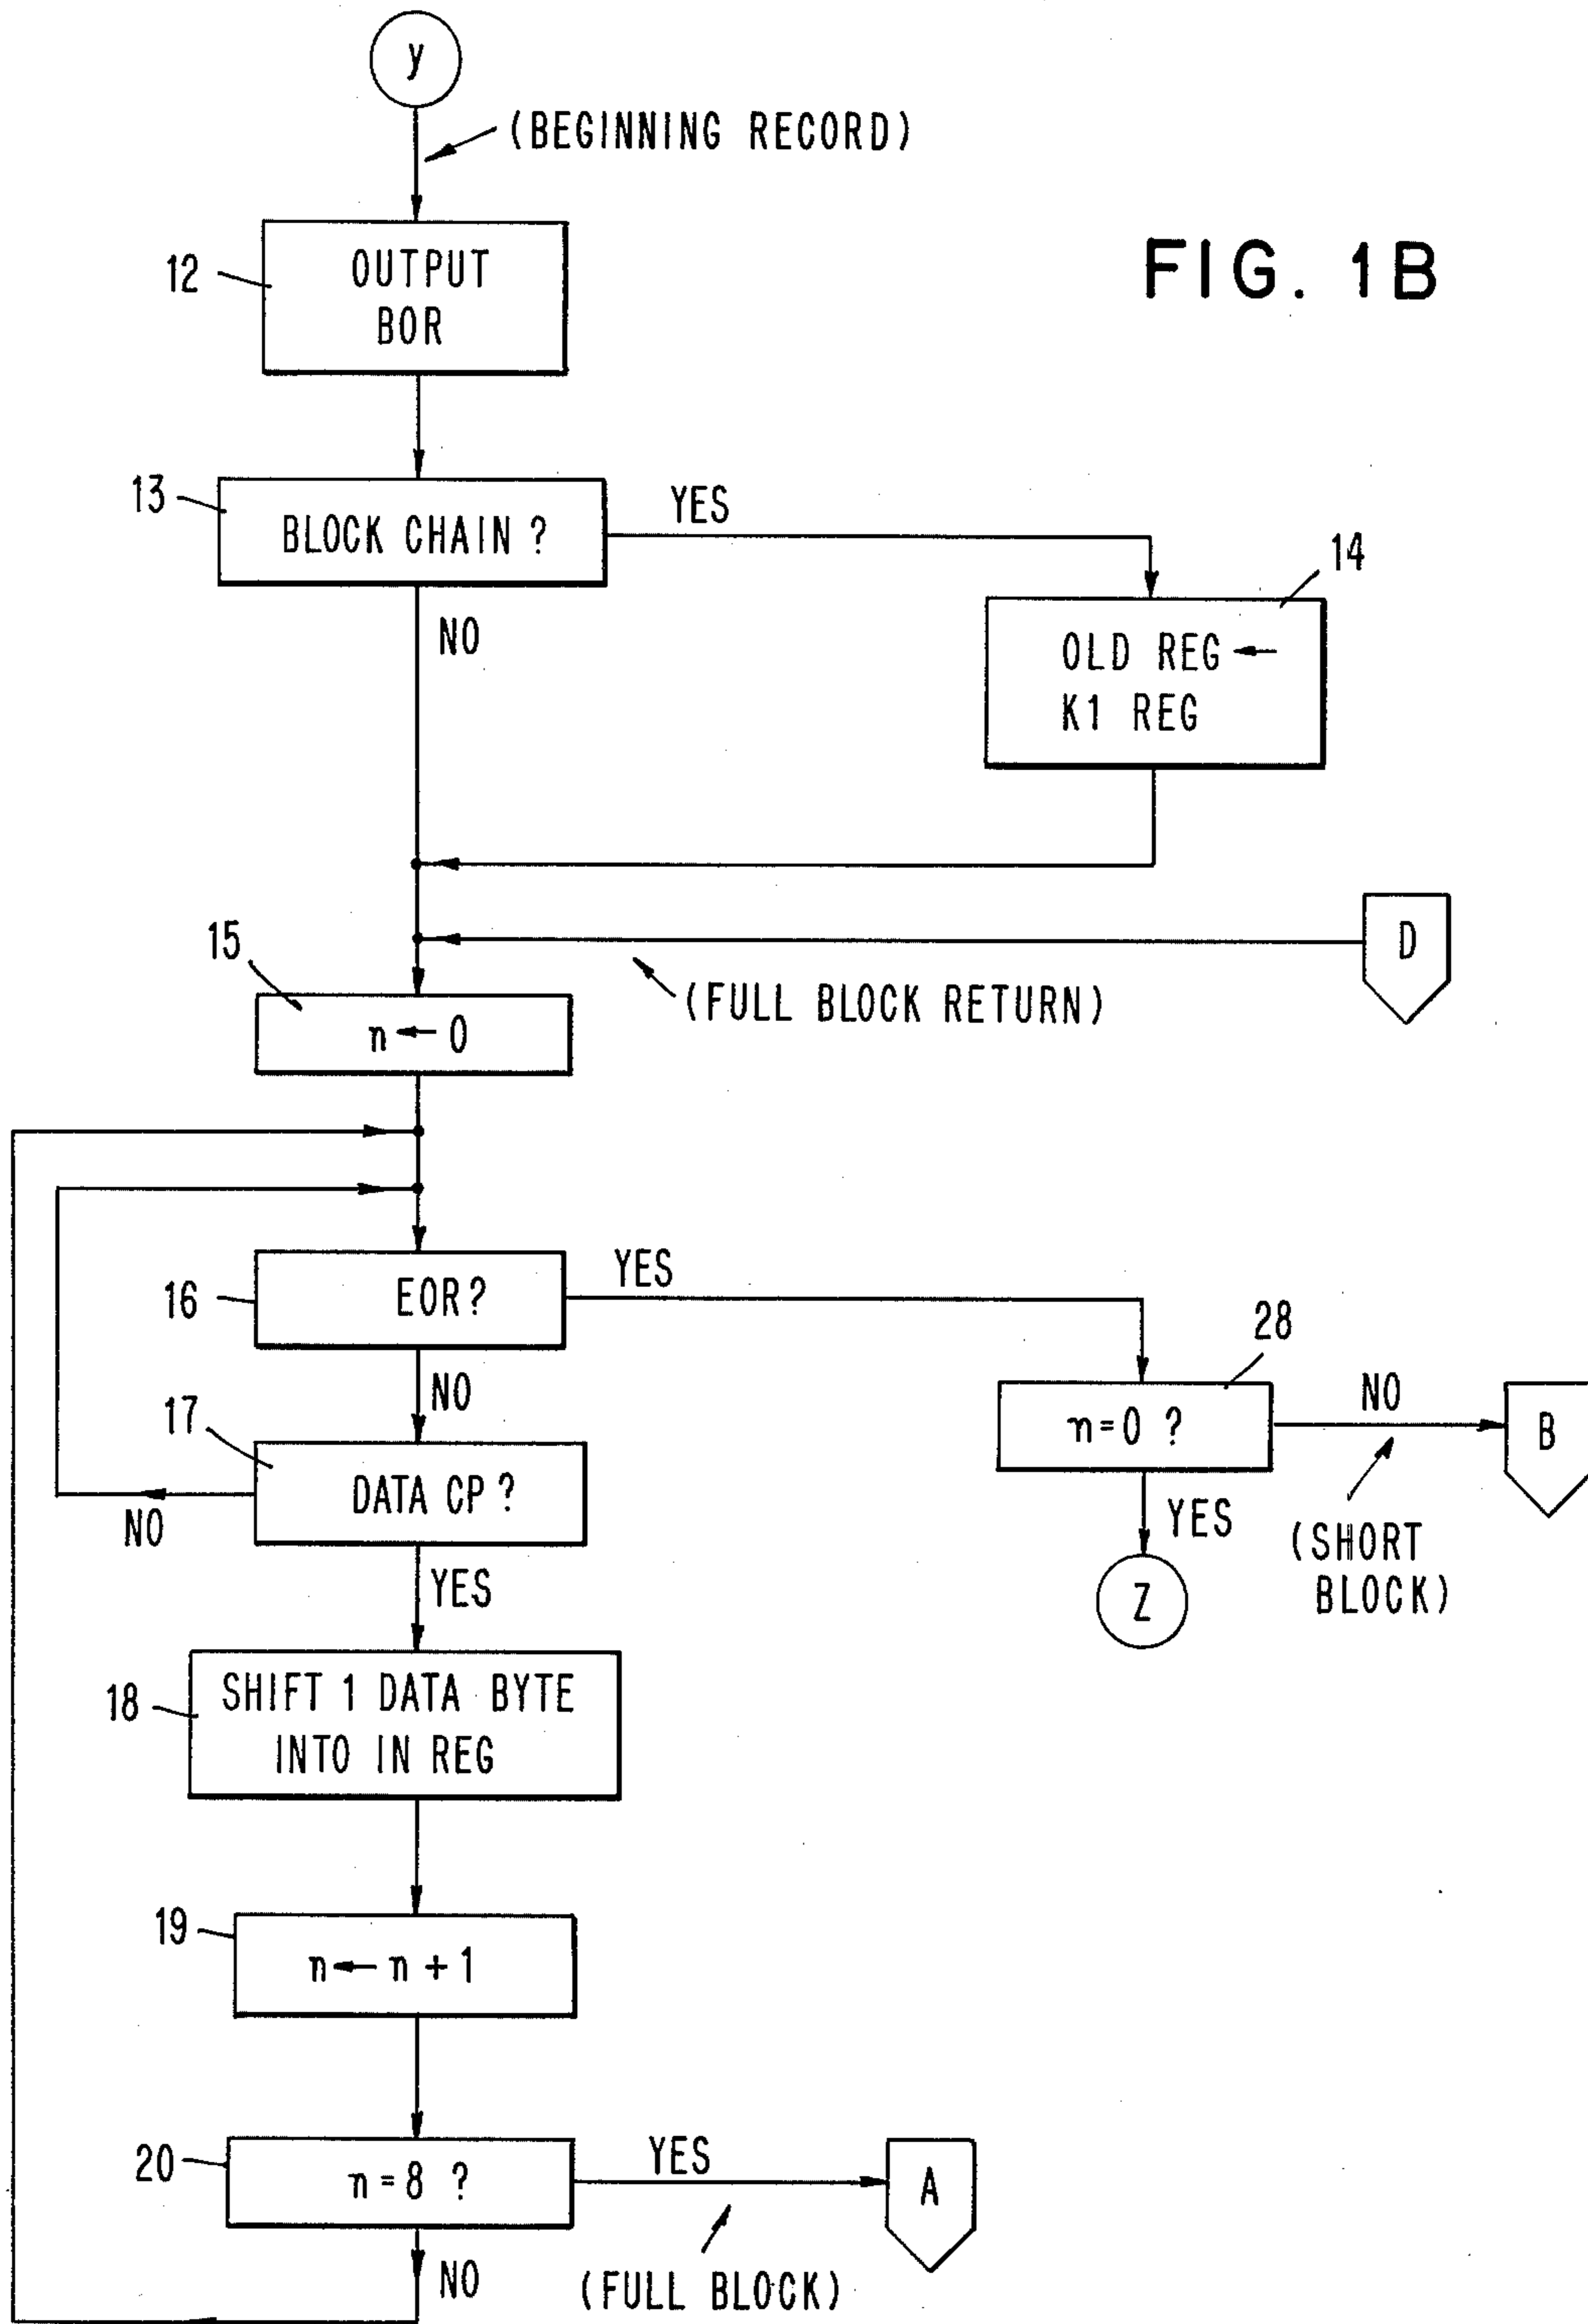 y
(BEGINNING RECORD)
FIG. 1B
12
OUTPUT
BOR
13
BLOCK CHAIN ?
YES
NO
14
OLD REG ←
K1 REG
D
15
(FULL BLOCK RETURN)
n ← 0
16
EOR?
YES
NO
28
n=0 ?
NO
B
YES
(SHORT
BLOCK)
Z
17
DATA CP ?
NO
YES
18
SHIFT 1 DATA BYTE
INTO IN REG
19
n ← n + 1
20
n = 8 ?
YES
A
NO
(FULL BLOCK)